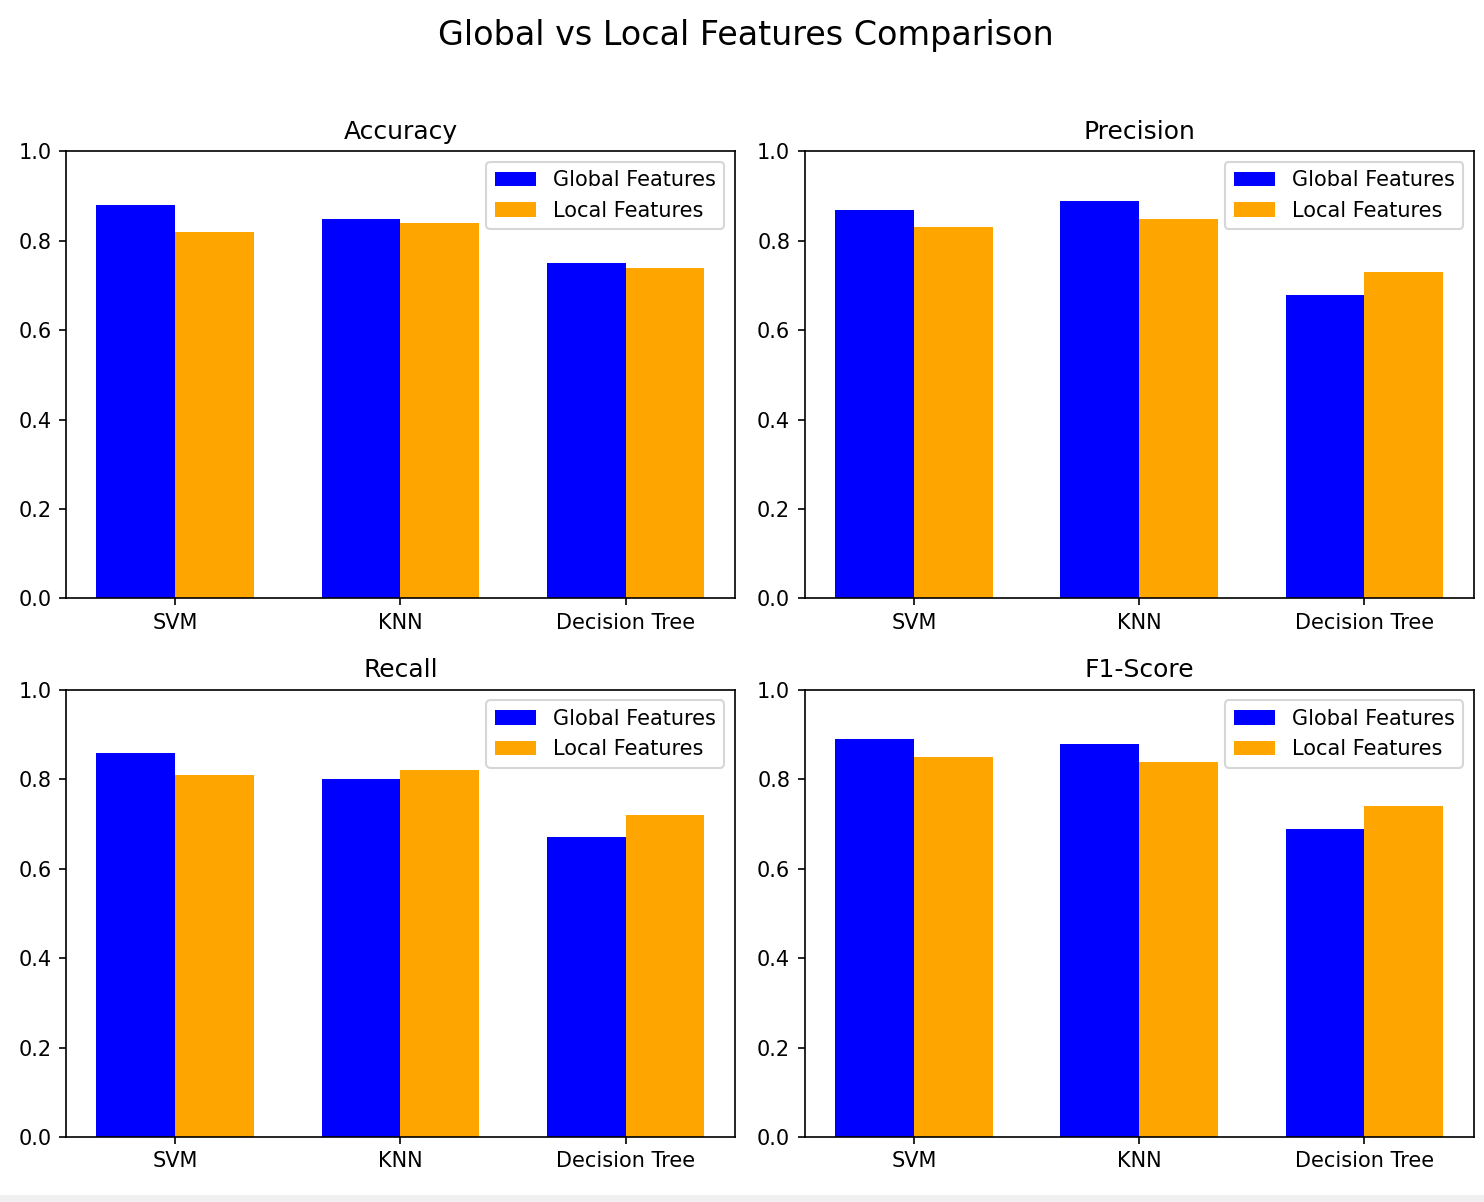 Global vs Local Features Comparison
Accuracy
1.0
0.8
0.6
0.4
0.2
0.0
Global Features
Local Features
SVM KNN Decision Tree
Precision
1.0
0.8
0.6
0.4
0.2
0.0
Global Features
Local Features
SVM KNN Decision Tree
Recall
1.0
0.8
0.6
0.4
0.2
0.0
Global Features
Local Features
SVM KNN Decision Tree
F1-Score
1.0
0.8
0.6
0.4
0.2
0.0
Global Features
Local Features
SVM KNN Decision Tree